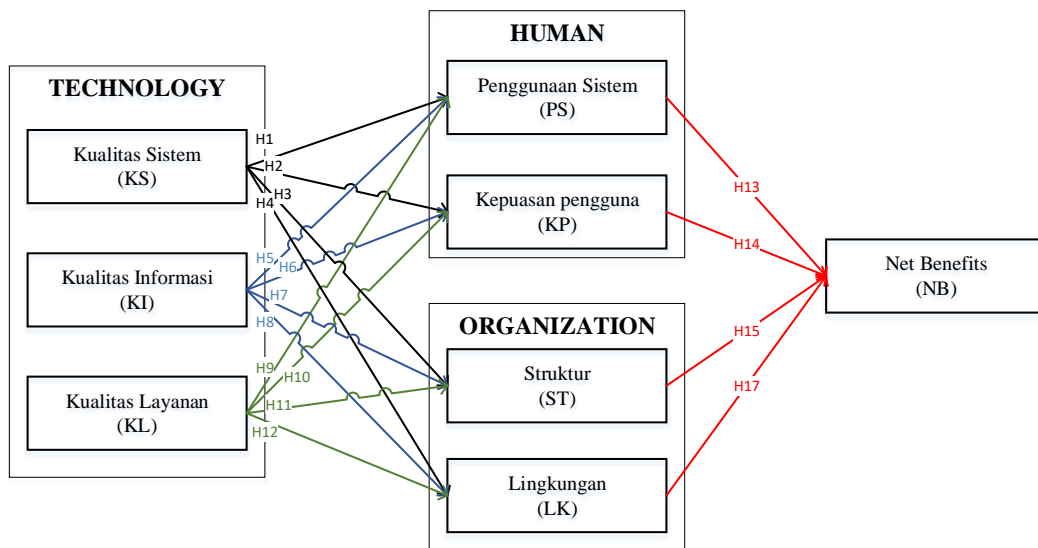 TECHNOLOGY
Kualitas Sistem
(KS)
Kualitas Informasi
(KI)
Kualitas Layanan
(KL)
H1
H2
H3
H4
H5
H6
H7
H8
H9
H10
H11
H12
HUMAN
Penggunaan Sistem
(PS)
Kepuasan pengguna
(KP)
ORGANIZATION
Struktur
(ST)
Lingkungan
(LK)
H13
H14
H15
H17
Net Benefits
(NB)